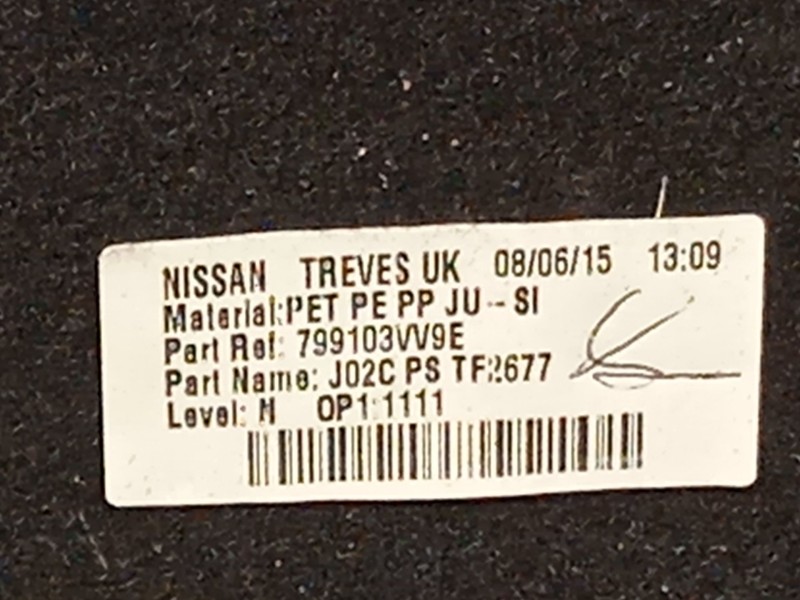 NISSAN TREVES UK 08/06/15 13:09
Material:PET PE PP JU - SI
Part Ref: 799103VV9E
Part Name: J02C PS TF2677
Level: OP1:1111